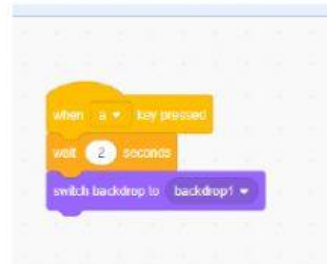 when a key pressed
wait 2 seconds
switch backdrop to backdrop1